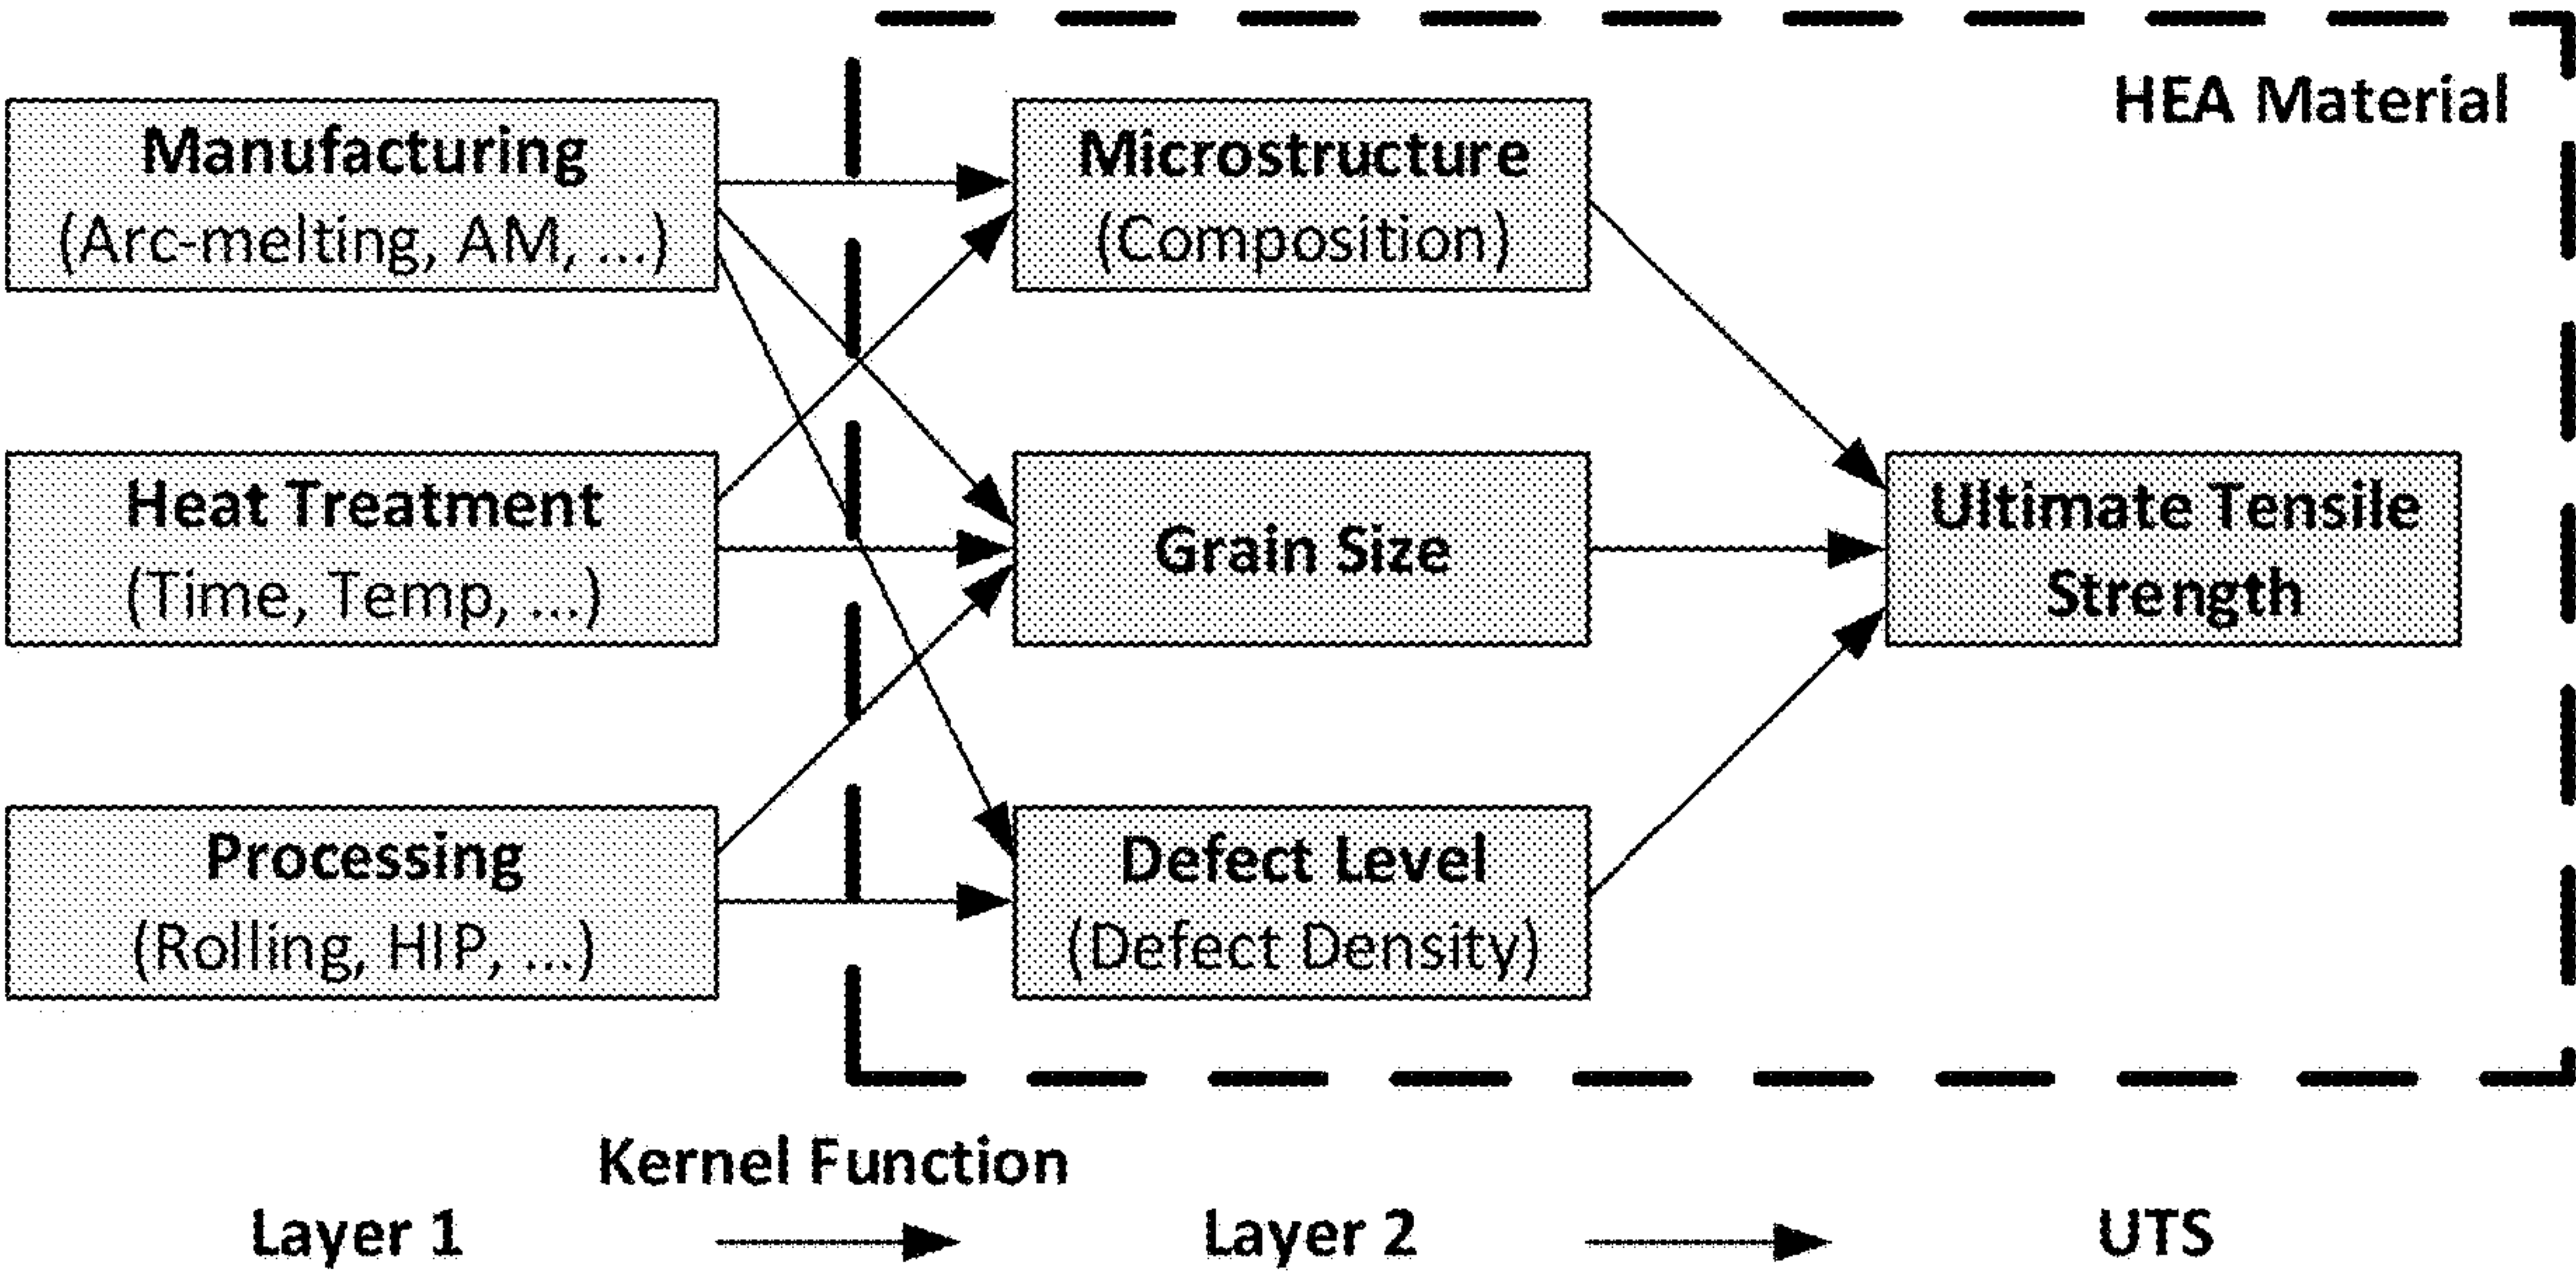 HEA Material
Manufacturing
(Arc-melting, AM, ...)
Microstructure
(Composition)
Heat Treatment
(Time, Temp, ...)
Grain Size
Ultimate Tensile
Strength
Processing
(Rolling, HIP, ...)
Defect Level
(Defect Density)
Kernel Function
Layer 1
Layer 2
UTS